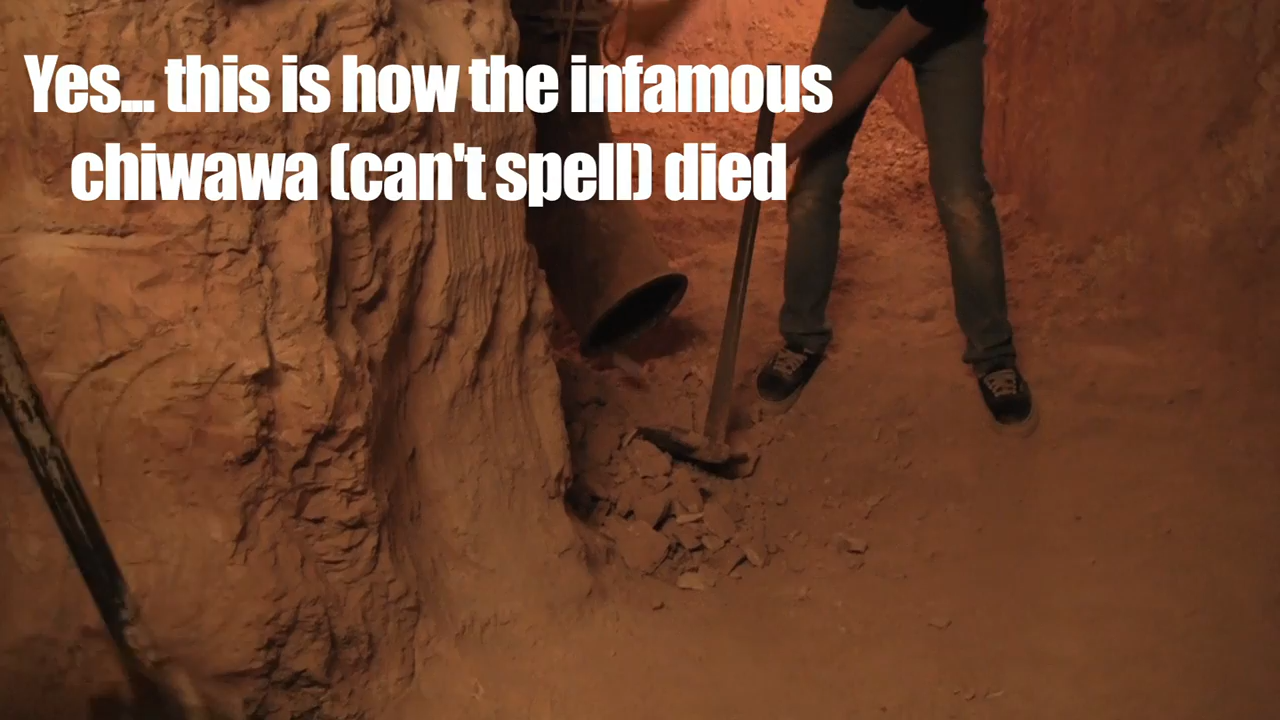 Yes... this is how the infamous
chiwawa (can't spell) died